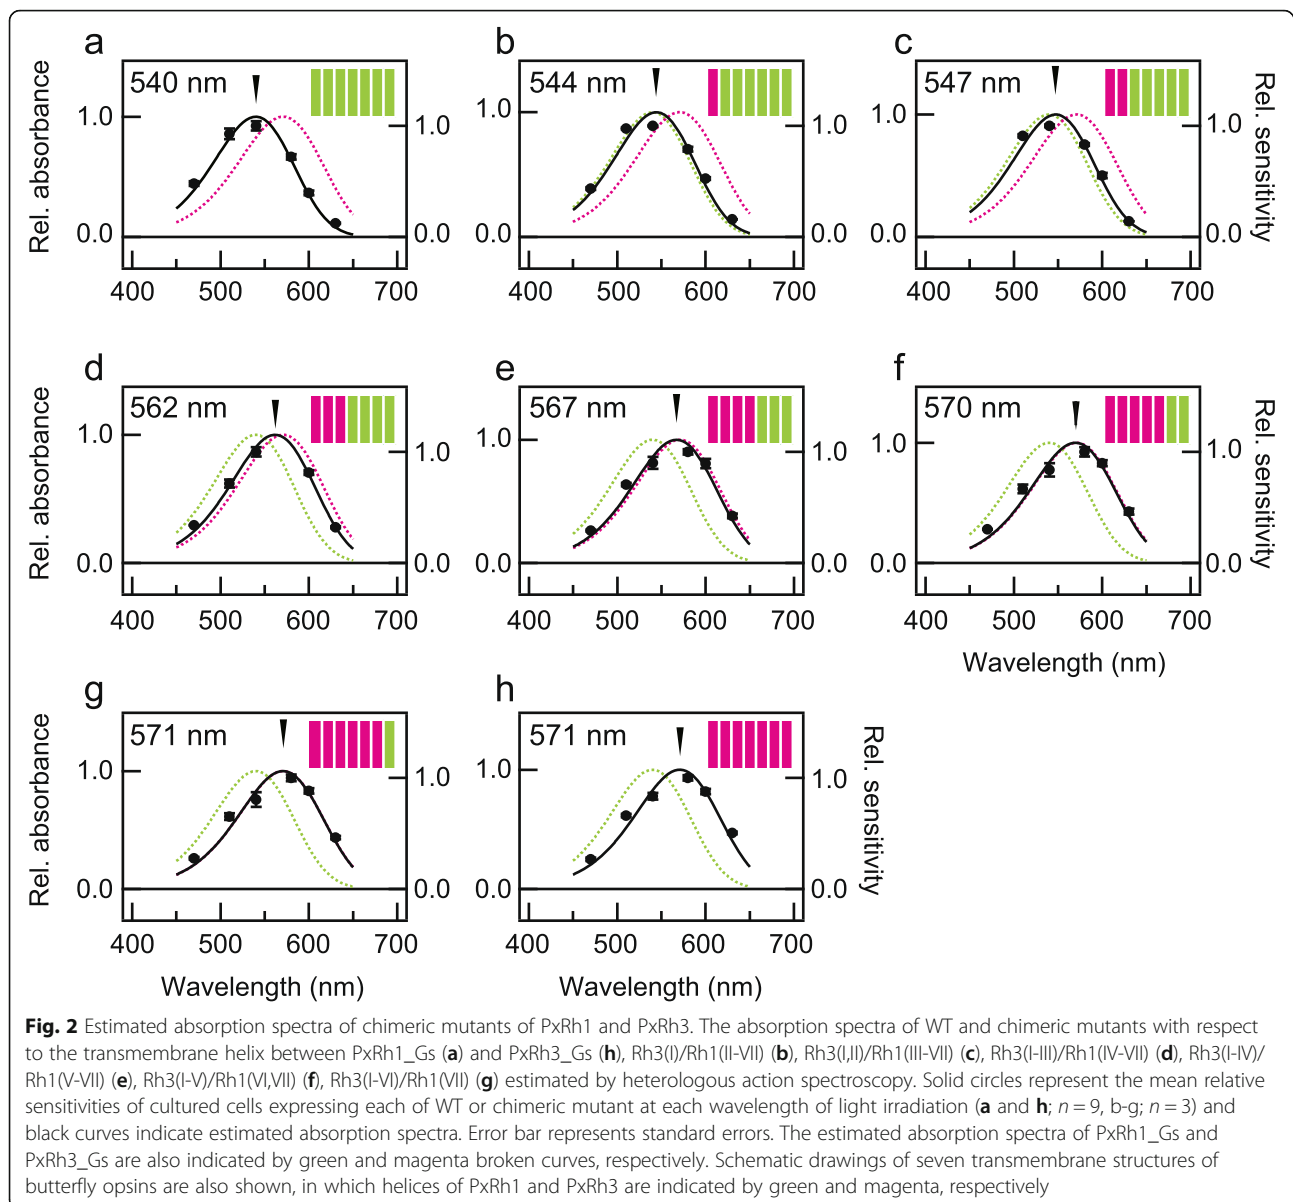 a
540 nm
Rel. absorbance
1.0
0.0
1.0
0.0
400 500 600 700
b
544 nm
1.0
0.0
1.0
0.0
400 500 600 700
c
547 nm
1.0
0.0
1.0
0.0
Rel. sensitivity
400 500 600 700
d
562 nm
Rel. absorbance
1.0
0.0
1.0
0.0
400 500 600 700
e
567 nm
1.0
0.0
1.0
0.0
400 500 600 700
f
570 nm
1.0
0.0
1.0
0.0
Rel. sensitivity
400 500 600 700
Wavelength (nm)
g
571 nm
Rel. absorbance
1.0
0.0
1.0
0.0
400 500 600 700
Wavelength (nm)
h
571 nm
1.0
0.0
1.0
0.0
Rel. sensitivity
400 500 600 700
Wavelength (nm)
Fig. 2 Estimated absorption spectra of chimeric mutants of PxRh1 and PxRh3. The absorption spectra of WT and chimeric mutants with respect
to the transmembrane helix between PxRh1_Gs (a) and PxRh3_Gs (h), Rh3(I)/Rh1(II-VII) (b), Rh3(I,II)/Rh1(III-VII) (c), Rh3(I-III)/Rh1(IV-VII) (d), Rh3(I-IV)/
Rh1(V-VII) (e), Rh3(I-V)/Rh1(VI,VII) (f), Rh3(I-VI)/Rh1(VII) (g) estimated by heterologous action spectroscopy. Solid circles represent the mean relative
sensitivities of cultured cells expressing each of WT or chimeric mutant at each wavelength of light irradiation (a and h; n = 9, b-g; n = 3) and
black curves indicate estimated absorption spectra. Error bar represents standard errors. The estimated absorption spectra of PxRh1_Gs and
PxRh3_Gs are also indicated by green and magenta broken curves, respectively. Schematic drawings of seven transmembrane structures of
butterfly opsins are also shown, in which helices of PxRh1 and PxRh3 are indicated by green and magenta, respectively